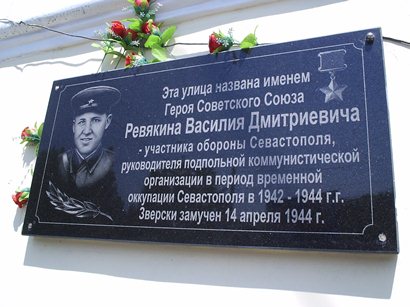 Эта улица названа именем
Героя Советского Союза
Ревякина Василия Дмитриевича
- участника обороны Севастополя,
руководителя подпольной коммунистической
организации в период временной
оккупации Севастополя в 1942 - 1944 г.г.
Зверски замучен 14 апреля 1944 г.